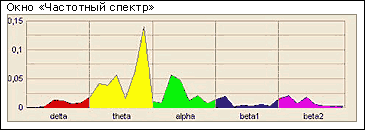 Окно «Частотный спектр»
0,15
0,1
0,05
0
delta theta alpha beta1 beta2